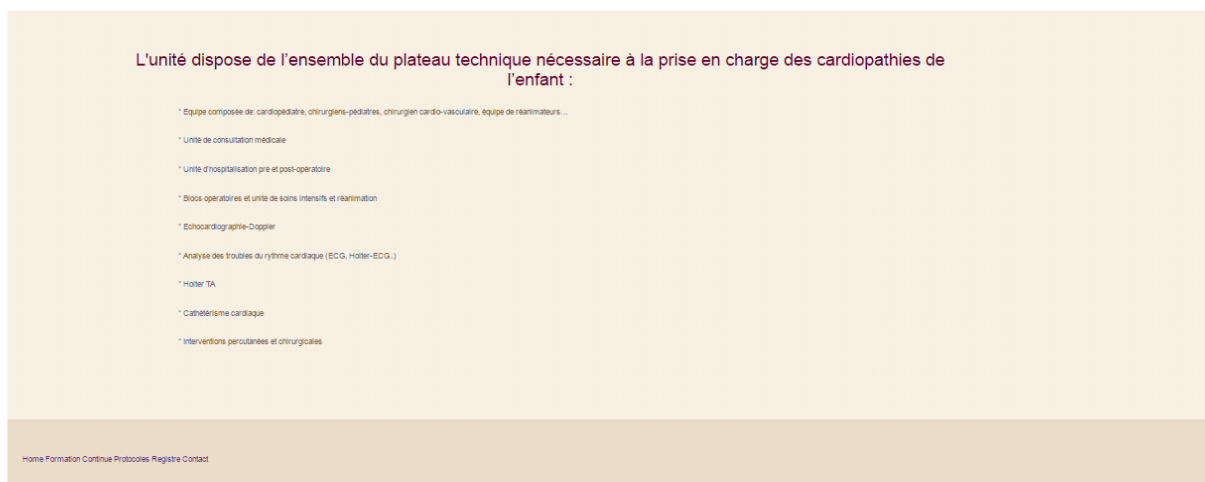 L'unité dispose de l’ensemble du plateau technique nécessaire à la prise en charge des cardiopathies de
l’enfant :
* Equipe composée de: cardiopédiatre, chirurgiens-pédiatres, chirurgien cardio-vasculaire, équipe de réanimateurs....
* Unité de consultation médicale
* Unité d'hospitalisation pré et post-opératoire
* Blocs opératoires et unité de soins intensifs et réanimation
* Echocardiographie-Doppler
* Analyse des troubles du rythme cardiaque (ECG, Holter-ECG..)
* Holter TA
* Cathétérisme cardiaque
* Interventions percutanées et chirurgicales
Home Formation Continue Protocoles Registre Contact